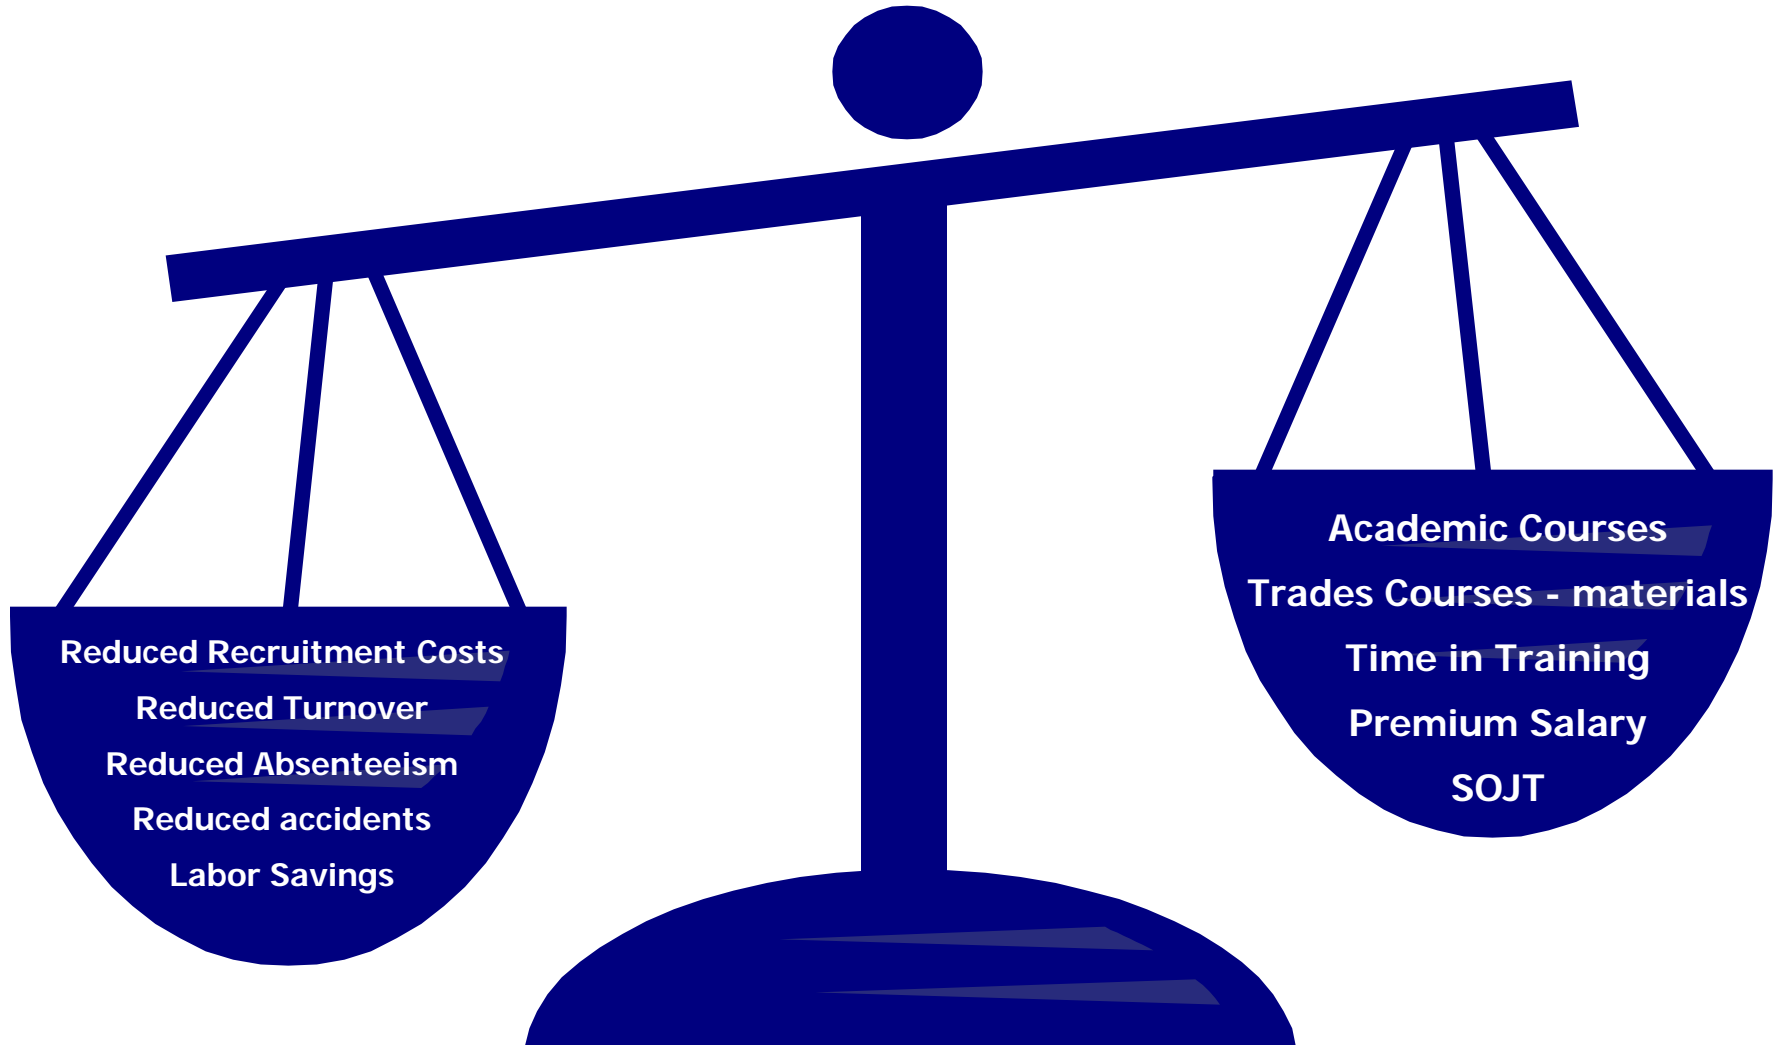 Reduced Recruitment Costs
Reduced Turnover
Reduced Absenteeism
Reduced accidents
Labor Savings
Academic Courses
Trades Courses - materials
Time in Training
Premium Salary
SOJT